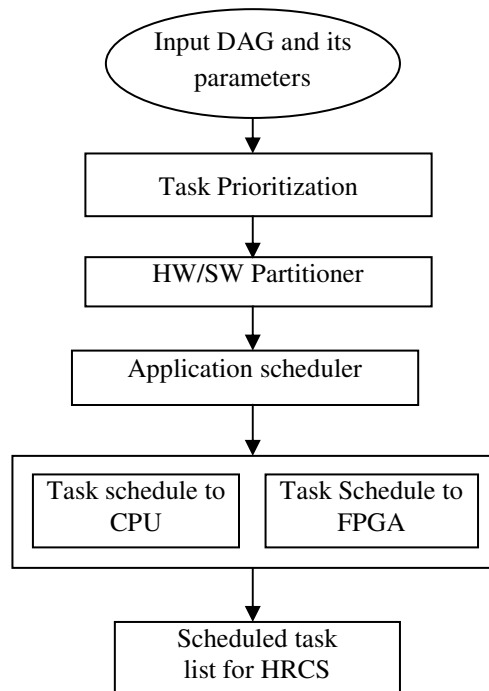 Input DAG and its
parameters
Task Prioritization
HW/SW Partitioner
Application scheduler
Task schedule to
CPU
Task Schedule to
FPGA
Scheduled task
list for HRCS